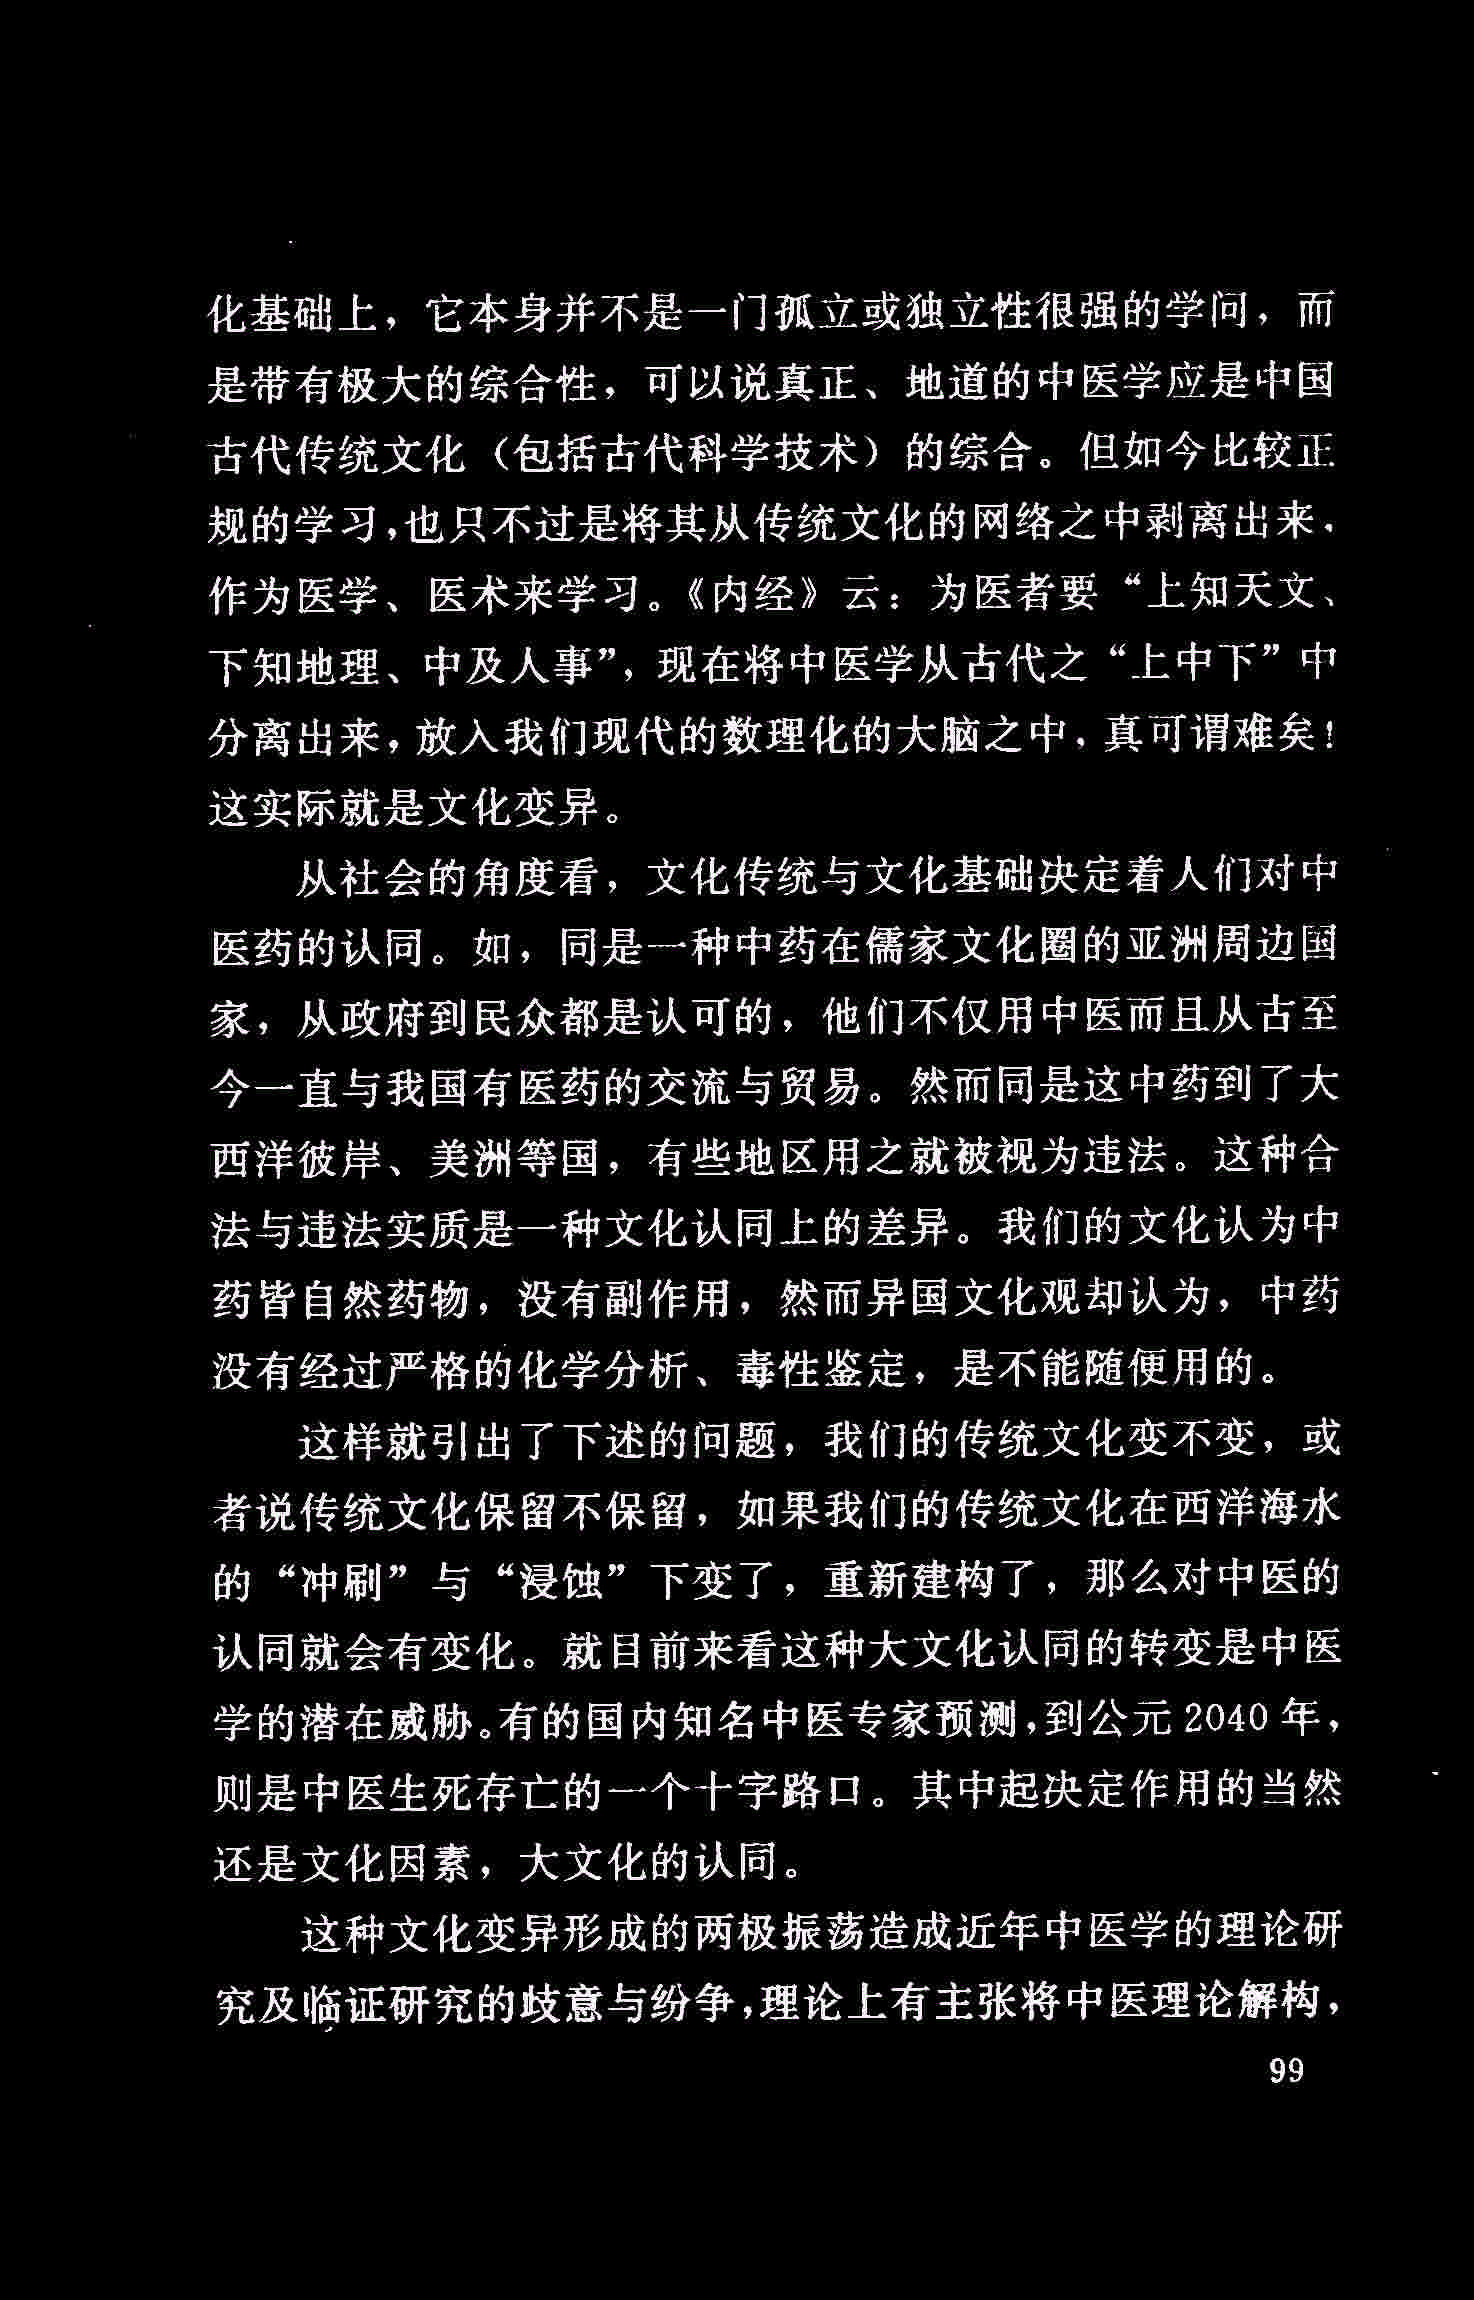 化基础上，它本身并不是一门孤立或独立性很强的学问，而
是带有极大的综合性，可以说真正、地道的中医学应是中国
古代传统文化（包括古代科学技术）的综合。但如今比较正
规的学习，也只不过是将其从传统文化的网络之中剥离出来，
作为医学、医术来学习。《内经》云：为医者要“上知天文、
下知地理、中及人事”，现在将中医学从古代之“上中下”中
分离出来，放入我们现代的数理化的大脑之中，真可谓难矣！
这实际就是文化变异。
从社会的角度看，文化传统与文化基础决定着人们对中
医药的认同。如，同是一种中药在儒家文化圈的亚洲周边国
家，从政府到民众都是认可的，他们不仅用中医而且从古至
今一直与我国有医药的交流与贸易。然而同是这中药到了大
西洋彼岸、美洲等国，有些地区用之就被视为违法。这种合
法与违法实质是一种文化认同上的差异。我们的文化认为中
药皆自然药物，没有副作用，然而异国文化观却认为，中药
没有经过严格的化学分析、毒性鉴定，是不能随便用的。
这样就引出了下述的问题，我们的传统文化变不变，或
者说传统文化保留不保留，如果我们的传统文化在西洋海水
的“冲刷”与“浸蚀”下变了，重新建构了，那么对中医的
认同就会有变化。就目前来看这种大文化认同的转变是中医
学的潜在威胁。有的国内知名中医专家预测，到公元2040年，
则是中医生死存亡的一个十字路口。其中起决定作用的当然
还是文化因素，大文化的认同。
这种文化变异形成的两极振荡造成近年中医学的理论研
究及临证研究的歧意与纷争，理论上有主张将中医理论解构，
99